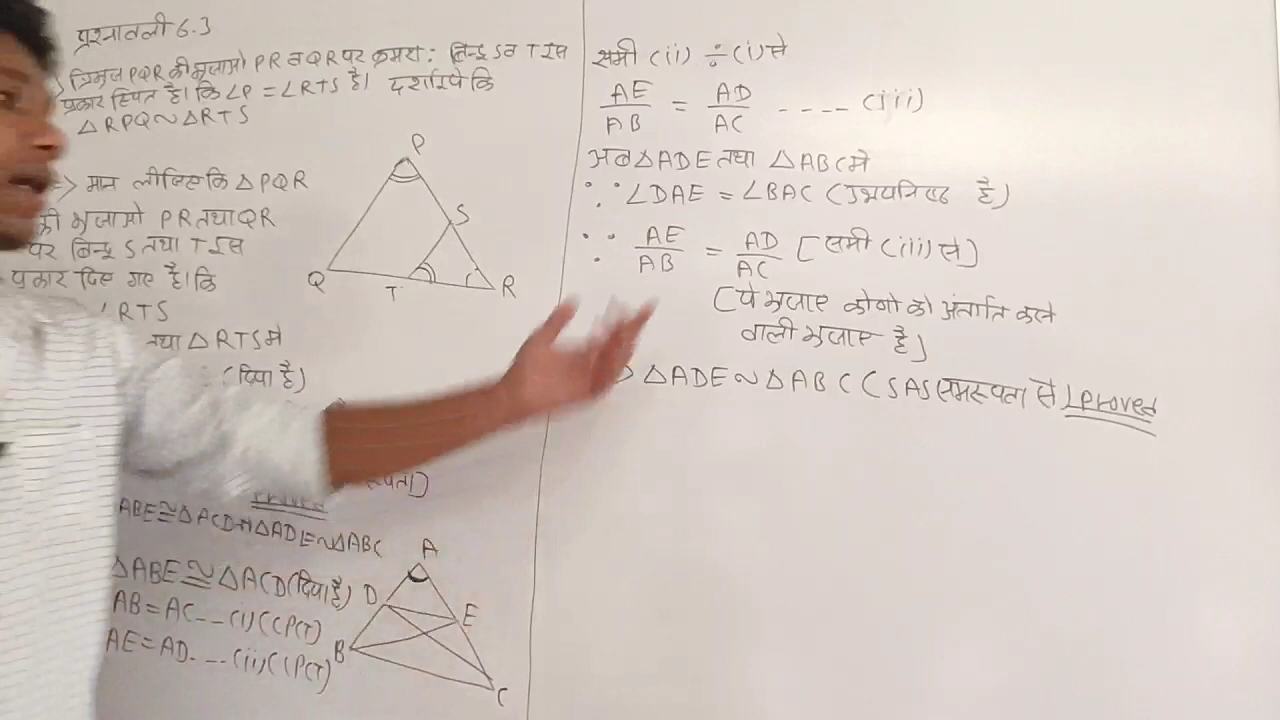 प्रश्नावली 6.3
त्रिभुज PQR की भुजाओ PR व QR पर क्रमश: बिन्दु S व T इस
प्रकार स्थित है। कि ∠P = ∠RTS है। दर्शाइये कि
△RPQ ~ △RTS
=> मान लीजिए कि △PQR
की भुजाओ PR तथा QR
पर बिन्दु S तथा T इस
प्रकार दिए गए है। कि
∠RTS
तथा △RTS मे
(दिया है)
P
S
Q
T
R
ABE ≅ △ACD △ADE ~ △ABC
△ABE ≅ △ACD (दिया है)
AB = AC -- (i) (CPCT)
AE = AD. -- (ii) (CPCT)
A
D
E
B
C
समी (ii) ÷ (i) से
AE/AB = AD/AC ---- (iii)
अब △ADE तथा △ABC मे
∵ ∠DAE = ∠BAC (उभयनिष्ठ है)
∵ AE/AB = AD/AC [समी (iii) से]
(ये भुजाए कोणो को अंतर्गत करने
वाली भुजाए है)
△ADE ~ △ABC (SAS समरूपता से) proved